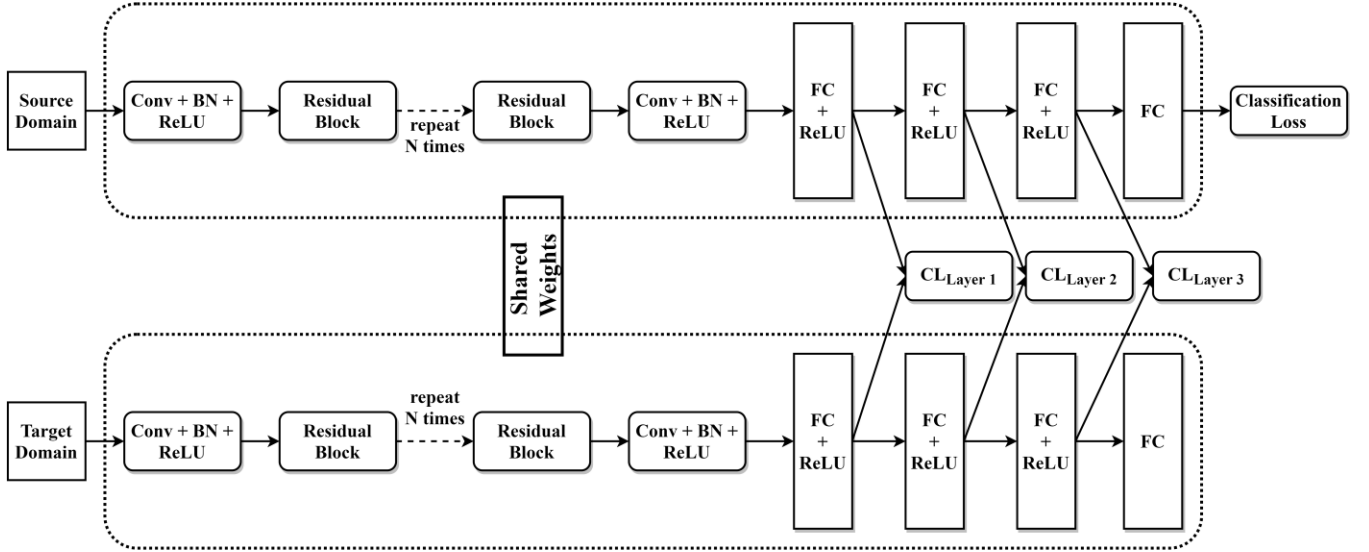 Source
Domain
Conv + BN +
ReLU
Residual
Block
repeat
N times
Residual
Block
Conv + BN +
ReLU
FC
+
ReLU
FC
+
ReLU
FC
+
ReLU
FC
Classification
Loss
Shared
Weights
CLLayer 1
CLLayer 2
CLLayer 3
Target
Domain
Conv + BN +
ReLU
Residual
Block
repeat
N times
Residual
Block
Conv + BN +
ReLU
FC
+
ReLU
FC
+
ReLU
FC
+
ReLU
FC